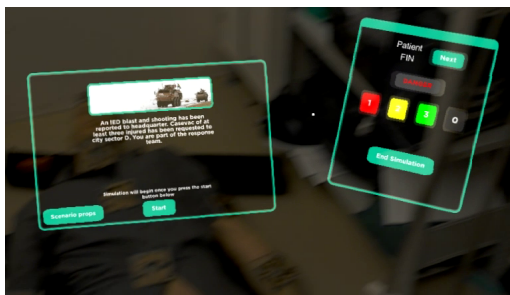 An IED blast and shooting has been
reported to headquarter. Casevac of at
least three injured has been requested to
city sector D, You are part of the response
team.
Simulation will begin once you press the start
button below
Scenario props
Start
Patient
FIN
Next
1
2
3
0
End Simulation